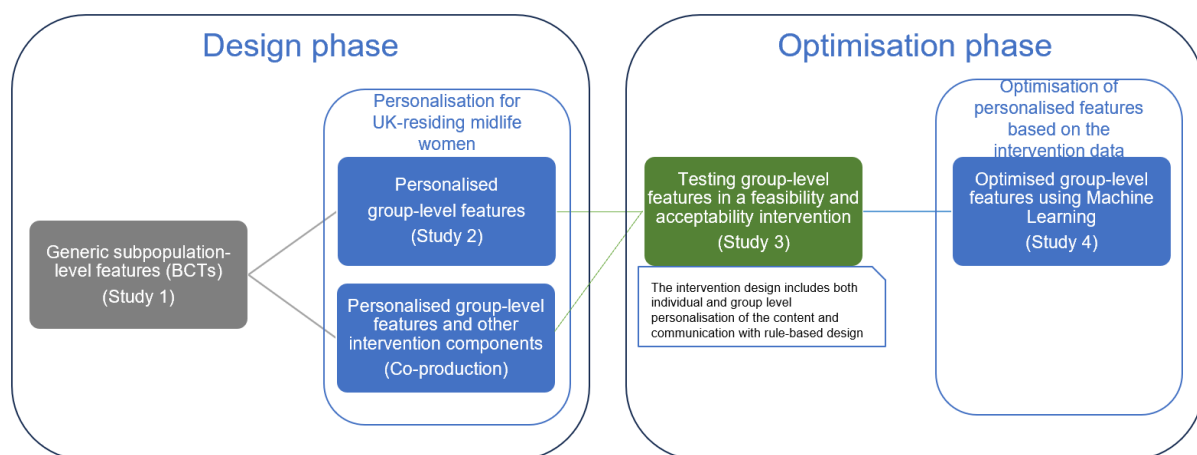 Design phase
Personalisation for
UK-residing midlife
women
Generic subpopulation-
level features (BCTs)
(Study 1)
Personalised
group-level features
(Study 2)
Personalised group-level
features and other
intervention components
(Co-production)
Optimisation phase
Testing group-level
features in a feasibility and
acceptability intervention
(Study 3)
The intervention design includes both
individual and group level
personalisation of the content and
communication with rule-based design
Optimisation of
personalised features
based on the
intervention data
Optimised group-level
features using Machine
Learning
(Study 4)